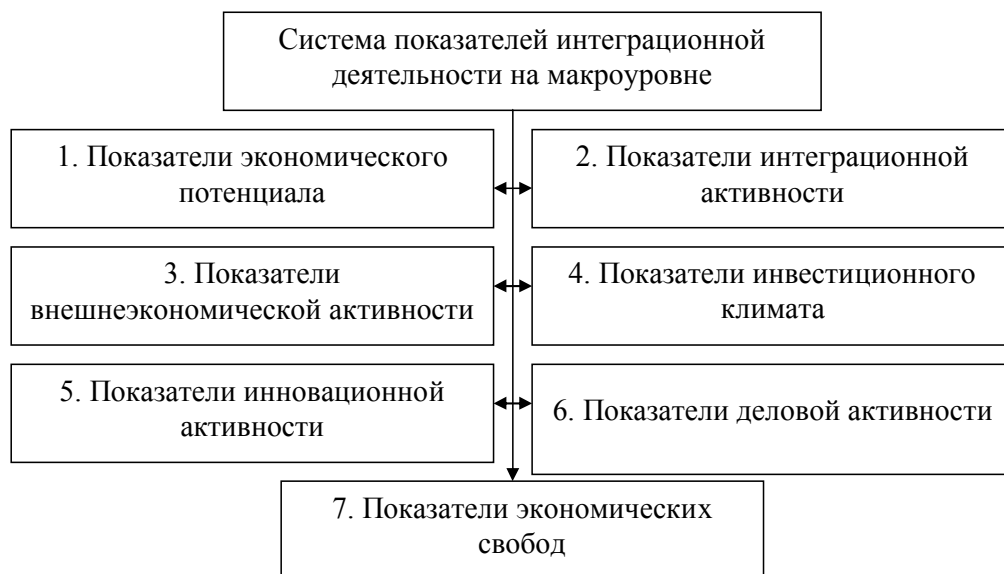 Система показателей интеграционной
деятельности на макроуровне
1. Показатели экономического
потенциала
2. Показатели интеграционной
активности
3. Показатели
внешнеэкономической активности
4. Показатели инвестиционного
климата
5. Показатели инновационной
активности
6. Показатели деловой активности
7. Показатели экономических
свобод